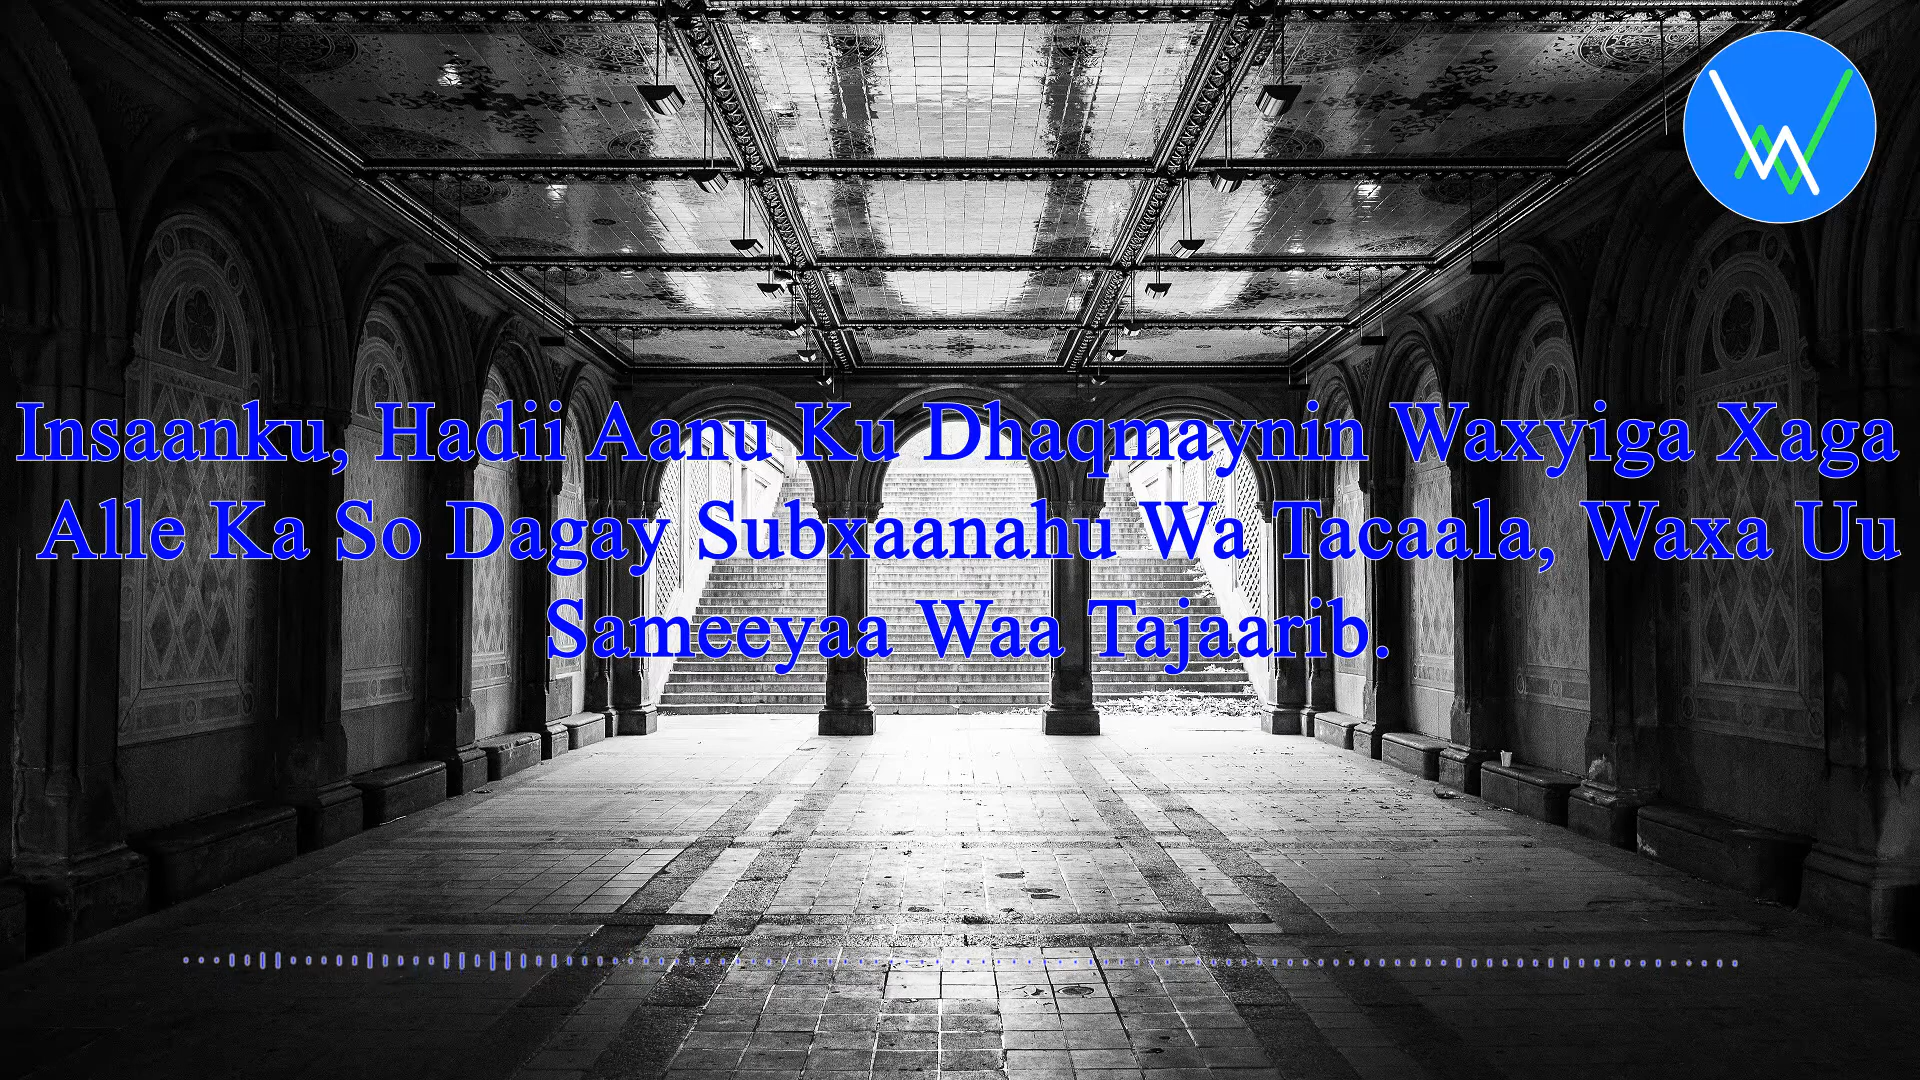 Insaanku, Hadii Aanu Ku Dhaqmaynin Waxyiga Xaga
Alle Ka So Dagay Subxaanahu Wa Tacaala, Waxa Uu
Sameeyaa Waa Tajaarib.